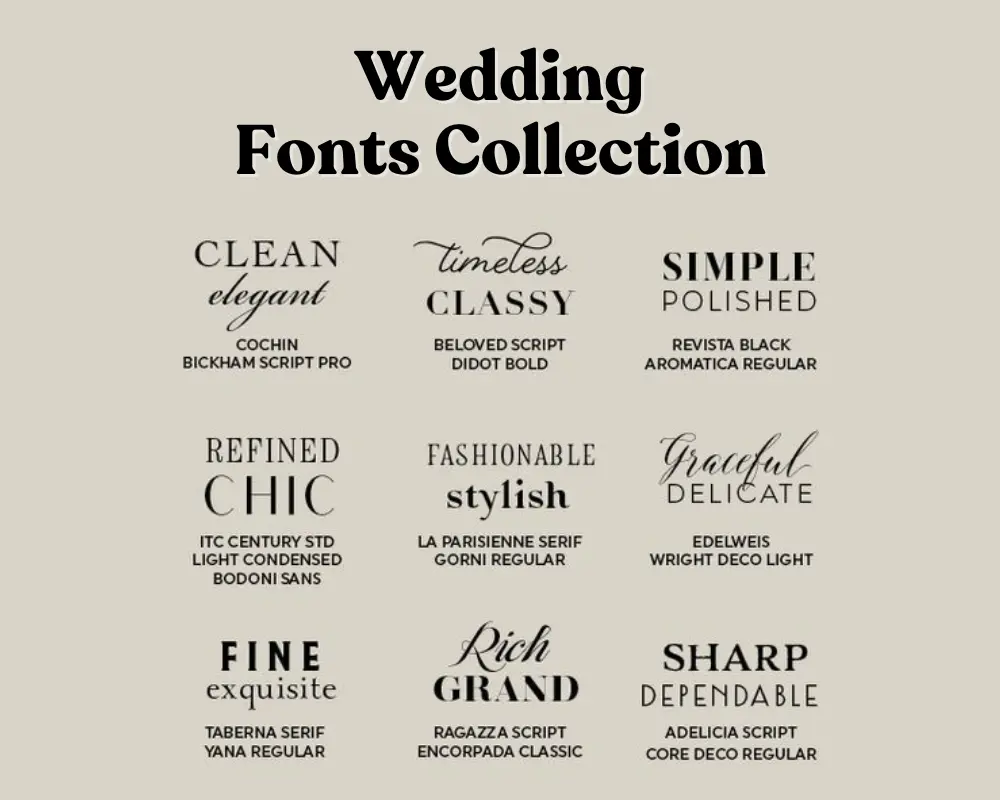 Wedding
Fonts Collection
CLEAN
elegant
COCHIN
BICKHAM SCRIPT PRO
timeless
CLASSY
BELOVED SCRIPT
DIDOT BOLD
SIMPLE
POLISHED
REVISTA BLACK
AROMATICA REGULAR
REFINED
CHIC
ITC CENTURY STD
LIGHT CONDENSED
BODONI SANS
FASHIONABLE
stylish
LA PARISIENNE SERIF
GORNI REGULAR
Graceful
DELICATE
EDELWEIS
WRIGHT DECO LIGHT
FINE
exquisite
TABERNA SERIF
YANA REGULAR
Rich
GRAND
RAGAZZA SCRIPT
ENCORPADA CLASSIC
SHARP
DEPENDABLE
ADELICIA SCRIPT
CORE DECO REGULAR